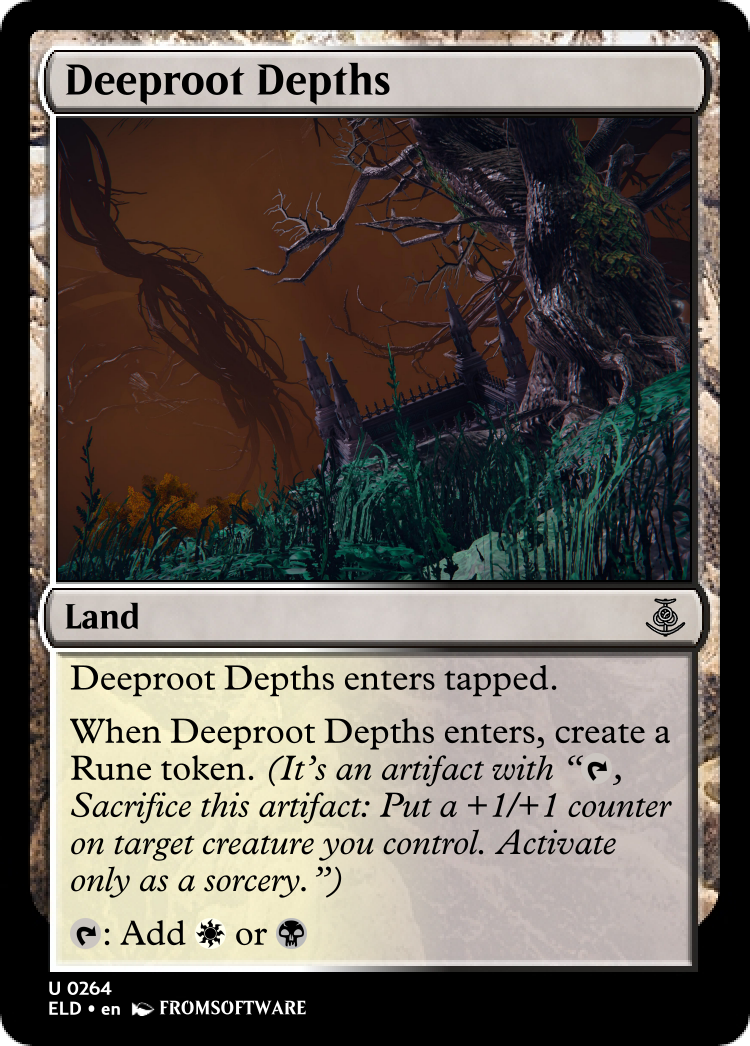 Deeproot Depths
Land
Deeproot Depths enters tapped.
When Deeproot Depths enters, create a
Rune token. (It's an artifact with “,
Sacrifice this artifact: Put a +1/+1 counter
on target creature you control. Activate
only as a sorcery.”)
: Add or
U 0264
ELD • en FROMSOFTWARE